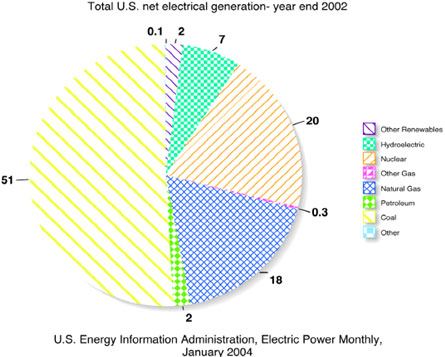 Total U.S. net electrical generation- year end 2002
0.1
2
7
20
0.3
18
2
51
Other Renewables
Hydroelectric
Nuclear
Other Gas
Natural Gas
Petroleum
Coal
Other
U.S. Energy Information Administration, Electric Power Monthly,
January 2004